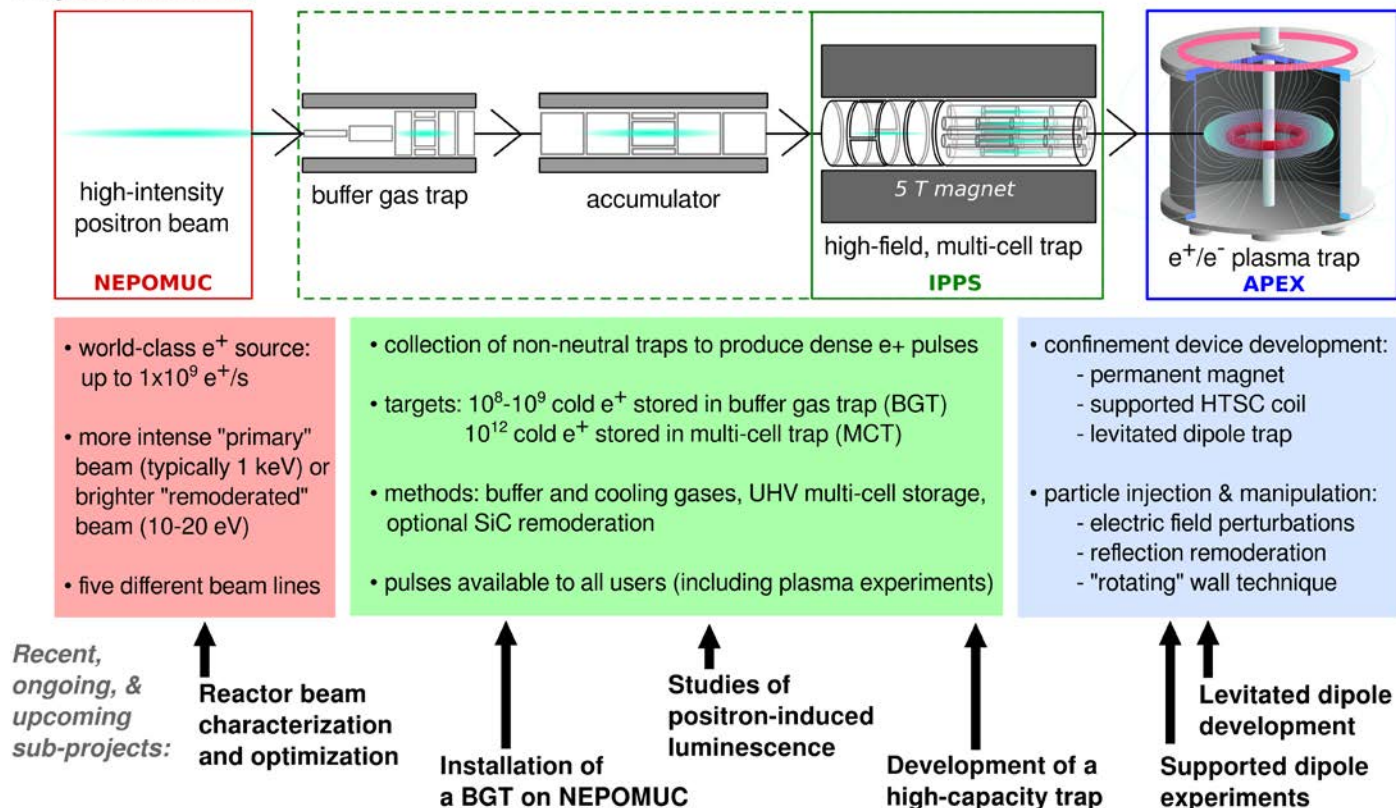 high-intensity
positron beam
NEPOMUC
buffer gas trap
accumulator
5 T magnet
high-field, multi-cell trap
IPPS
e⁺/e⁻ plasma trap
APEX
• world-class e⁺ source:
up to 1x10⁹ e⁺/s
• more intense "primary"
beam (typically 1 keV) or
brighter "remoderated"
beam (10-20 eV)
• five different beam lines
• collection of non-neutral traps to produce dense e+ pulses
• targets: 10⁸-10⁹ cold e⁺ stored in buffer gas trap (BGT)
10¹² cold e⁺ stored in multi-cell trap (MCT)
• methods: buffer and cooling gases, UHV multi-cell storage,
optional SiC remoderation
• pulses available to all users (including plasma experiments)
• confinement device development:
- permanent magnet
- supported HTSC coil
- levitated dipole trap
• particle injection & manipulation:
- electric field perturbations
- reflection remoderation
- "rotating" wall technique
Recent,
ongoing, &
upcoming
sub-projects:
Reactor beam
characterization
and optimization
Installation of
a BGT on NEPOMUC
Studies of
positron-induced
luminescence
Development of a
high-capacity trap
Levitated dipole
development
Supported dipole
experiments